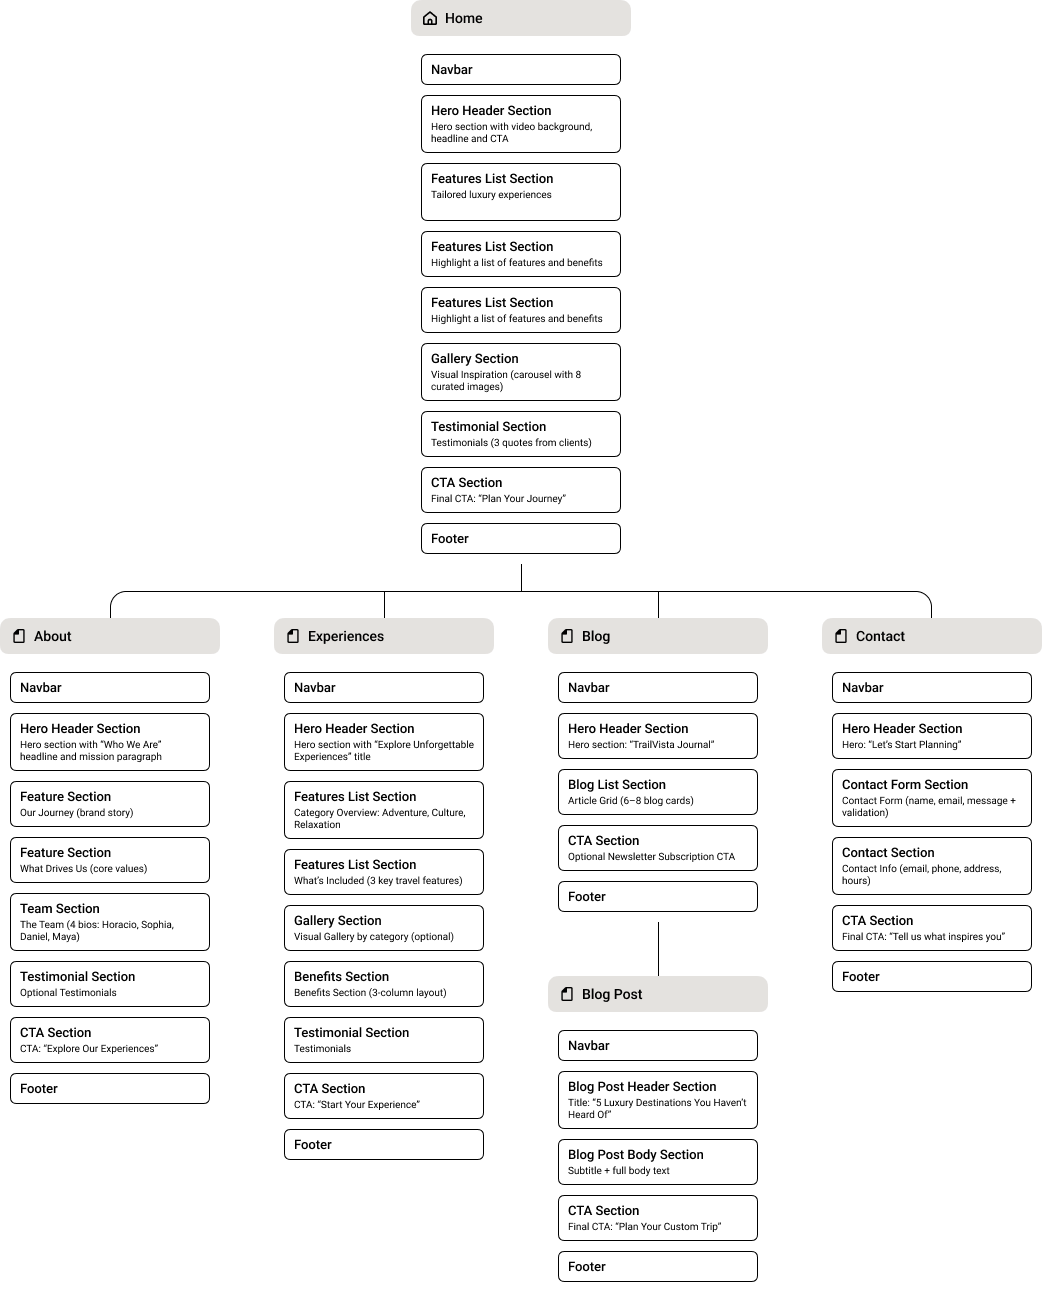 Home
Navbar
Hero Header Section
Hero section with video background,
headline and CTA
Features List Section
Tailored luxury experiences
Features List Section
Highlight a list of features and benefits
Features List Section
Highlight a list of features and benefits
Gallery Section
Visual Inspiration (carousel with 8
curated images)
Testimonial Section
Testimonials (3 quotes from clients)
CTA Section
Final CTA: “Plan Your Journey”
Footer
About
Navbar
Hero Header Section
Hero section with “Who We Are”
headline and mission paragraph
Feature Section
Our Journey (brand story)
Feature Section
What Drives Us (core values)
Team Section
The Team (4 bios: Horacio, Sophia,
Daniel, Maya)
Testimonial Section
Optional Testimonials
CTA Section
CTA: “Explore Our Experiences”
Footer
Experiences
Navbar
Hero Header Section
Hero section with “Explore Unforgettable
Experiences” title
Features List Section
Category Overview: Adventure, Culture,
Relaxation
Features List Section
What’s Included (3 key travel features)
Gallery Section
Visual Gallery by category (optional)
Benefits Section
Benefits Section (3-column layout)
Testimonial Section
Testimonials
CTA Section
CTA: “Start Your Experience”
Footer
Blog
Navbar
Hero Header Section
Hero section: “TrailVista Journal”
Blog List Section
Article Grid (6–8 blog cards)
CTA Section
Optional Newsletter Subscription CTA
Footer
Blog Post
Navbar
Blog Post Header Section
Title: “5 Luxury Destinations You Haven’t
Heard Of”
Blog Post Body Section
Subtitle + full body text
CTA Section
Final CTA: “Plan Your Custom Trip”
Footer
Contact
Navbar
Hero Header Section
Hero: “Let’s Start Planning”
Contact Form Section
Contact Form (name, email, message +
validation)
Contact Section
Contact Info (email, phone, address,
hours)
CTA Section
Final CTA: “Tell us what inspires you”
Footer